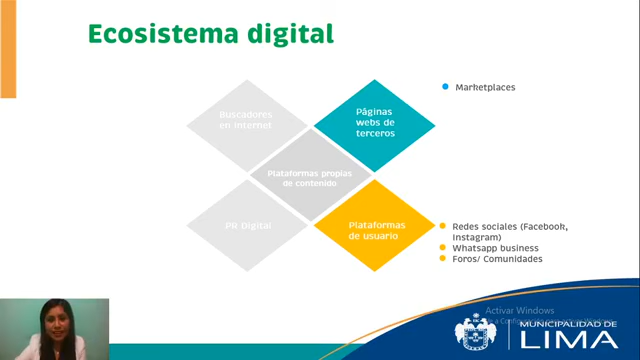 Ecosistema digital
Buscadores
en Internet
Páginas
webs de
terceros
Marketplaces
Plataformas propias
de contenido
PR Digital
Plataformas
de usuario
Redes sociales (Facebook,
Instagram)
Whatsapp business
Foros/ Comunidades
Activar Windows
MUNICIPALIDAD DE
LIMA